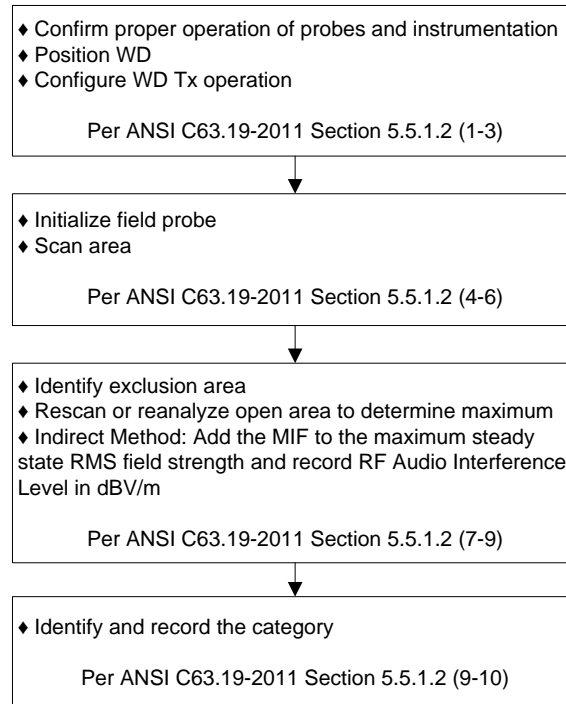 ♦ Confirm proper operation of probes and instrumentation
♦ Position WD
♦ Configure WD Tx operation
Per ANSI C63.19-2011 Section 5.5.1.2 (1-3)
♦ Initialize field probe
♦ Scan area
Per ANSI C63.19-2011 Section 5.5.1.2 (4-6)
♦ Identify exclusion area
♦ Rescan or reanalyze open area to determine maximum
♦ Indirect Method: Add the MIF to the maximum steady
state RMS field strength and record RF Audio Interference
Level in dBV/m
Per ANSI C63.19-2011 Section 5.5.1.2 (7-9)
♦ Identify and record the category
Per ANSI C63.19-2011 Section 5.5.1.2 (9-10)